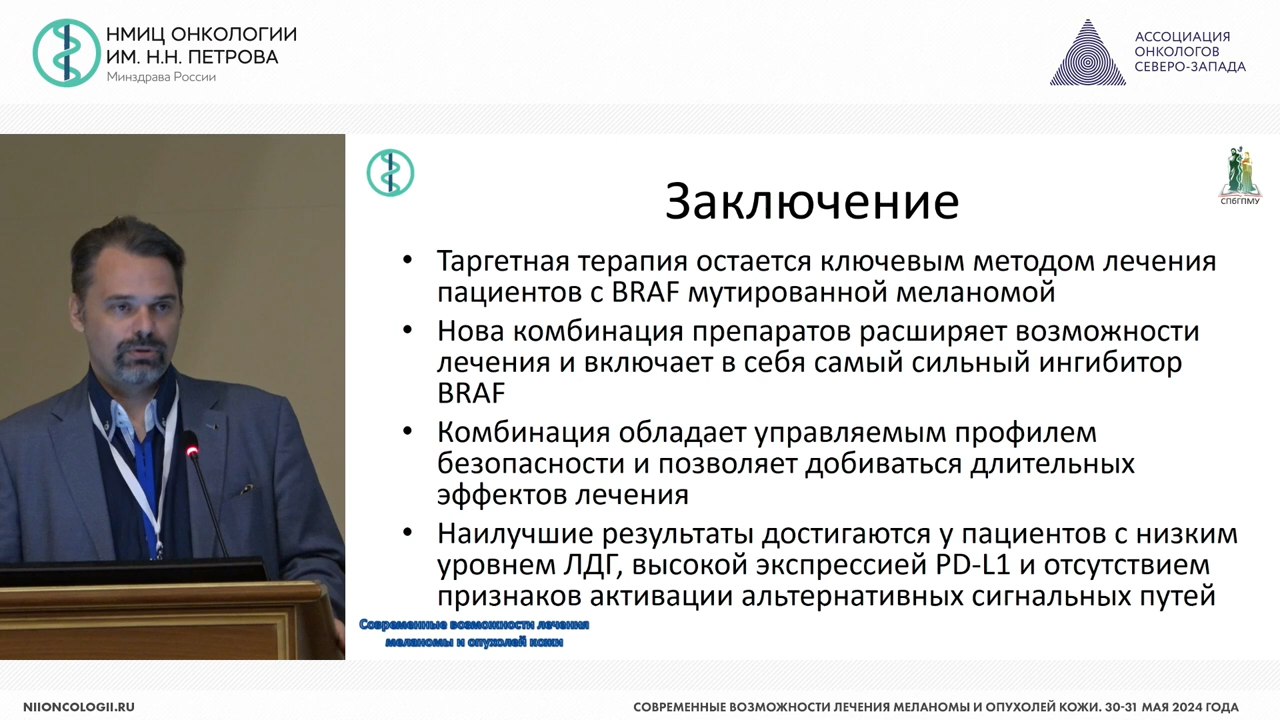 НМИЦ ОНКОЛОГИИ
ИМ. Н.Н. ПЕТРОВА
Минздрава России
АССОЦИАЦИЯ
ОНКОЛОГОВ
СЕВЕРО-ЗАПАДА
СПбГПМУ
Заключение
• Таргетная терапия остается ключевым методом лечения
пациентов с BRAF мутированной меланомой
• Нова комбинация препаратов расширяет возможности
лечения и включает в себя самый сильный ингибитор
BRAF
• Комбинация обладает управляемым профилем
безопасности и позволяет добиваться длительных
эффектов лечения
• Наилучшие результаты достигаются у пациентов с низким
уровнем ЛДГ, высокой экспрессией PD-L1 и отсутствием
признаков активации альтернативных сигнальных путей
Современные возможности лечения
меланомы и опухолей кожи
NIIONCOLOGII.RU
СОВРЕМЕННЫЕ ВОЗМОЖНОСТИ ЛЕЧЕНИЯ МЕЛАНОМЫ И ОПУХОЛЕЙ КОЖИ. 30-31 МАЯ 2024 ГОДА